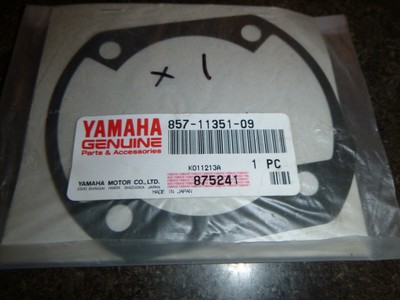 x 1
YAMAHA
GENUINE
Parts & Accessories
857-11351-09
K011213A
1 PC
875241
YAMAHA MOTOR CO., LTD.
MADE IN JAPAN